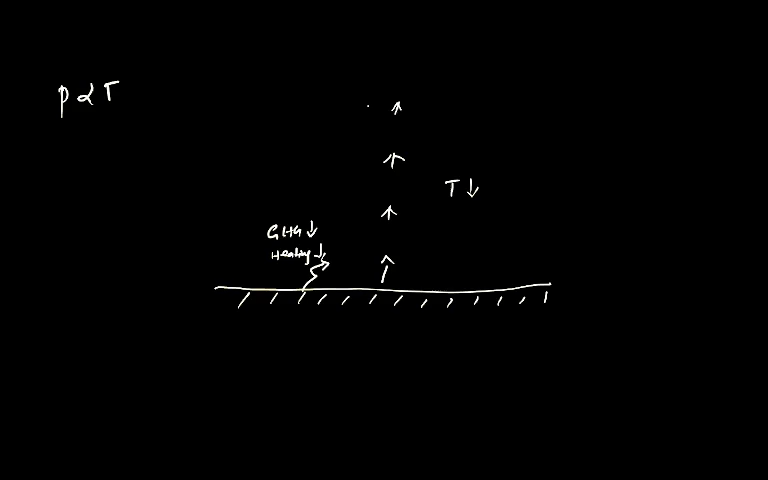 p α T
T ↓
GHG ↓
Heating ↓